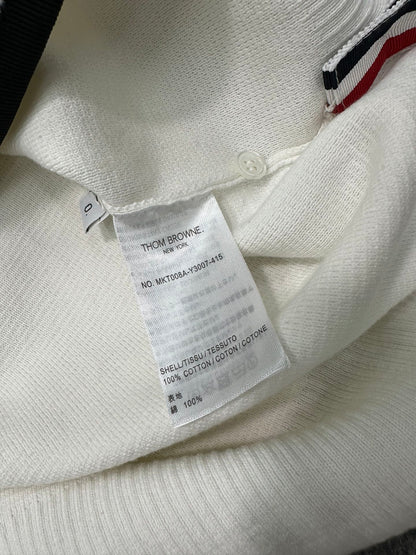 THOM BROWNE.
NEW YORK
NO. MKT008A-Y3007-415
SHELL/TISSU/TESSUTO
100% COTTON/COTON/COTONE
表地
綿 100%
0.